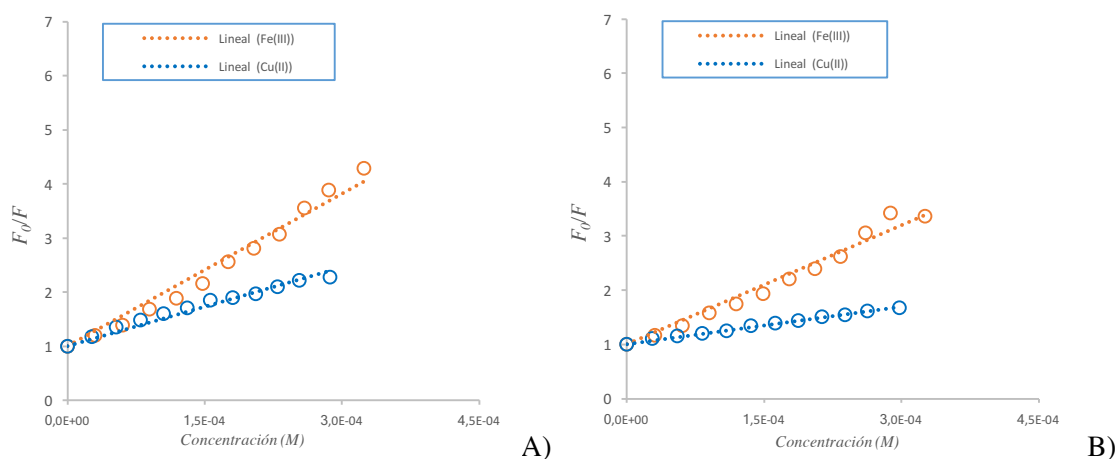 7
6
5
4
3
2
1
0
F₀/F
Lineal (Fe(III))
Lineal (Cu(II))
0,0E+00 1,5E-04 3,0E-04 4,5E-04
Concentración (M)
A)
7
6
5
4
3
2
1
0
F₀/F
Lineal (Fe(III))
Lineal (Cu(II))
0,0E+00 1,5E-04 3,0E-04 4,5E-04
Concentración (M)
B)